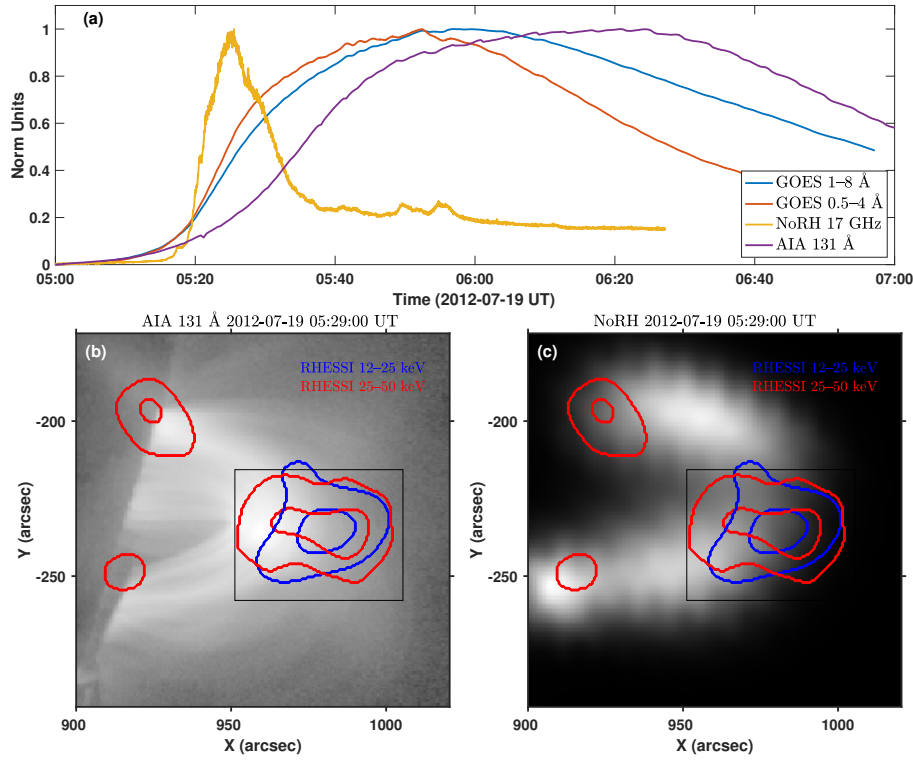 (a)
1
0.8
0.6
0.4
0.2
0
Norm Units
GOES 1–8 Å
GOES 0.5–4 Å
NoRH 17 GHz
AIA 131 Å
05:00 05:20 05:40 06:00 06:20 06:40 07:00
Time (2012-07-19 UT)
AIA 131 Å 2012-07-19 05:29:00 UT
(b)
RHESSI 12–25 keV
RHESSI 25–50 keV
-200
-250
Y (arcsec)
900 950 1000
X (arcsec)
NoRH 2012-07-19 05:29:00 UT
(c)
RHESSI 12–25 keV
RHESSI 25–50 keV
-200
-250
Y (arcsec)
900 950 1000
X (arcsec)